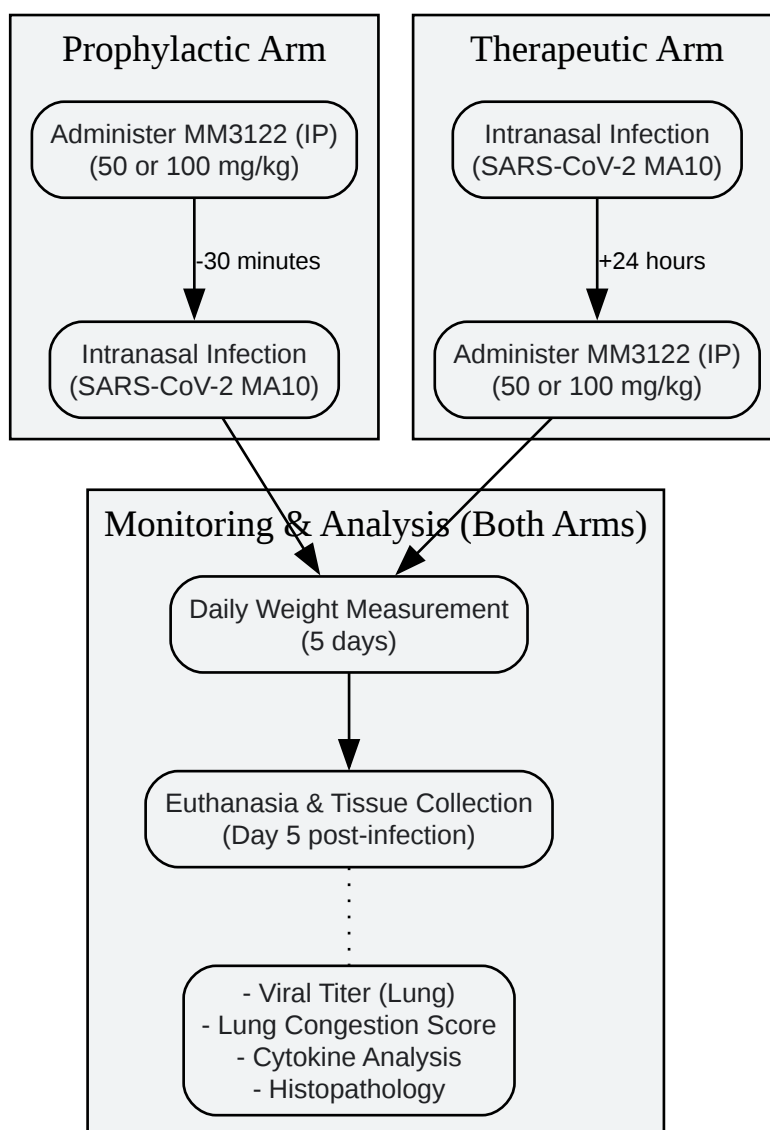 Prophylactic Arm
Administer MM3122 (IP)
(50 or 100 mg/kg)
-30 minutes
Intranasal Infection
(SARS-CoV-2 MA10)
Therapeutic Arm
Intranasal Infection
(SARS-CoV-2 MA10)
+24 hours
Administer MM3122 (IP)
(50 or 100 mg/kg)
Monitoring & Analysis (Both Arms)
Daily Weight Measurement
(5 days)
Euthanasia & Tissue Collection
(Day 5 post-infection)
- Viral Titer (Lung)
- Lung Congestion Score
- Cytokine Analysis
- Histopathology